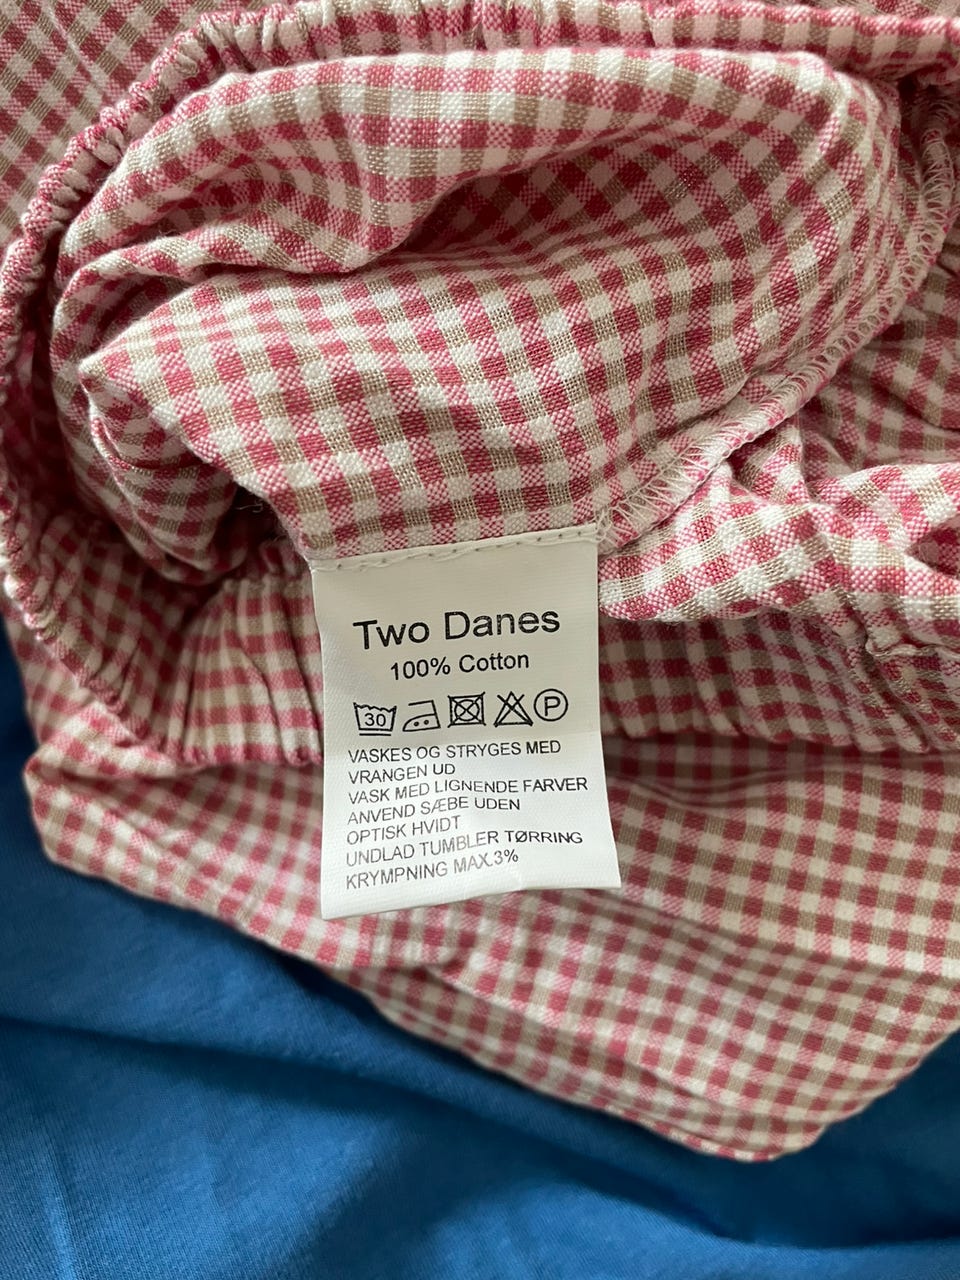 Two Danes
100% Cotton
30 P
VASKES OG STRYGES MED
VRANGEN UD
VASK MED LIGNENDE FARVER
ANVEND SÆBE UDEN
OPTISK HVIDT
UNDLAD TUMBLER TØRRING
KRYMPNING MAX.3%